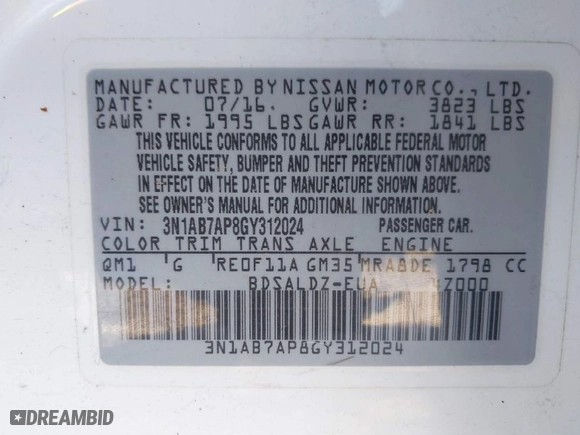 MANUFACTURED BY NISSAN MOTOR CO., LTD.
DATE: 07/16. GVWR: 3823 LBS
GAWR FR: 1995 LBS GAWR RR: 1841 LBS
THIS VEHICLE CONFORMS TO ALL APPLICABLE FEDERAL MOTOR
VEHICLE SAFETY, BUMPER AND THEFT PREVENTION STANDARDS
IN EFFECT ON THE DATE OF MANUFACTURE SHOWN ABOVE.
SEE OWNER'S MANUAL FOR ADDITIONAL INFORMATION.
VIN: 3N1AB7AP8GY312024 PASSENGER CAR.
COLOR TRIM TRANS AXLE ENGINE
QM1 G RE0F11A GM35 MRA8DE 1798 CC
MODEL: BDSALDZ-EUA
3N1AB7AP8GY312024
DREAMBID